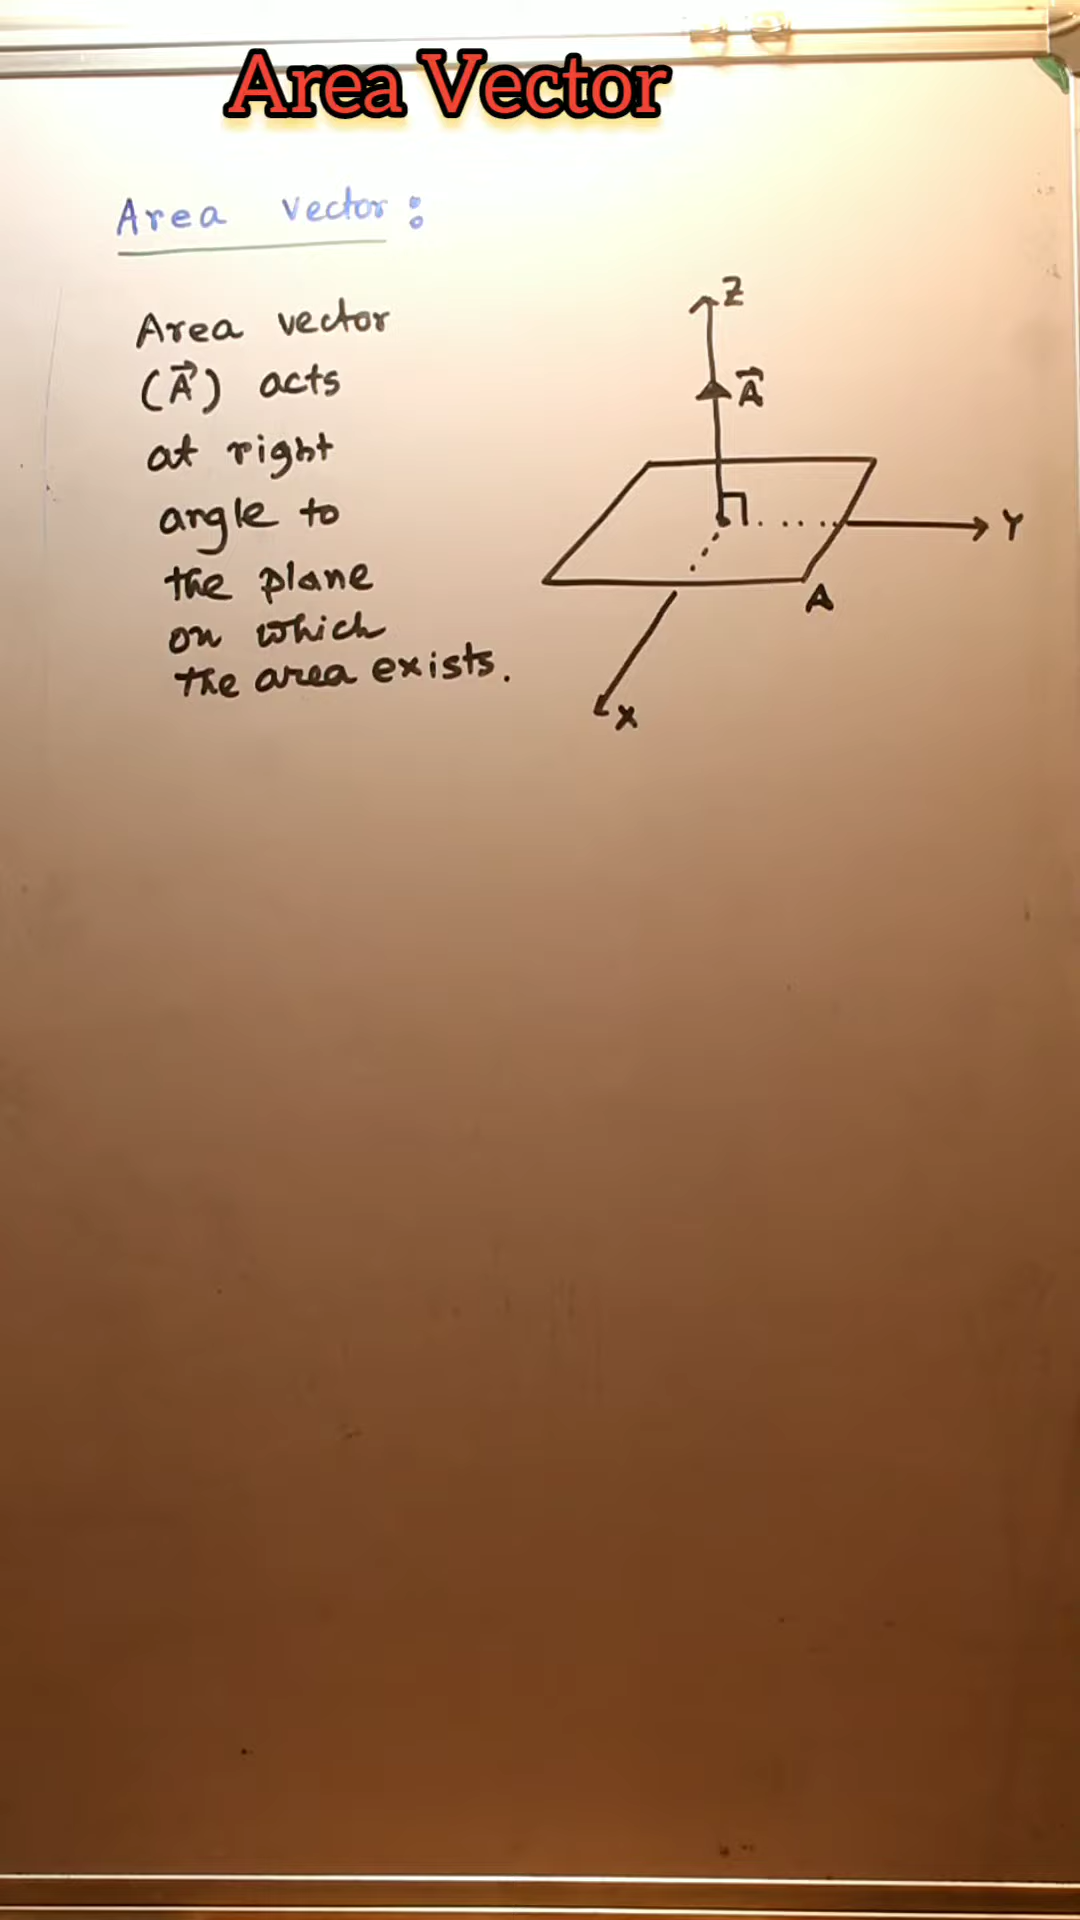 Area Vector
Area vector :
Area vector
(A⃗) acts
at right
angle to
the plane
on which
the area exists.
Z
A⃗
Y
A
X